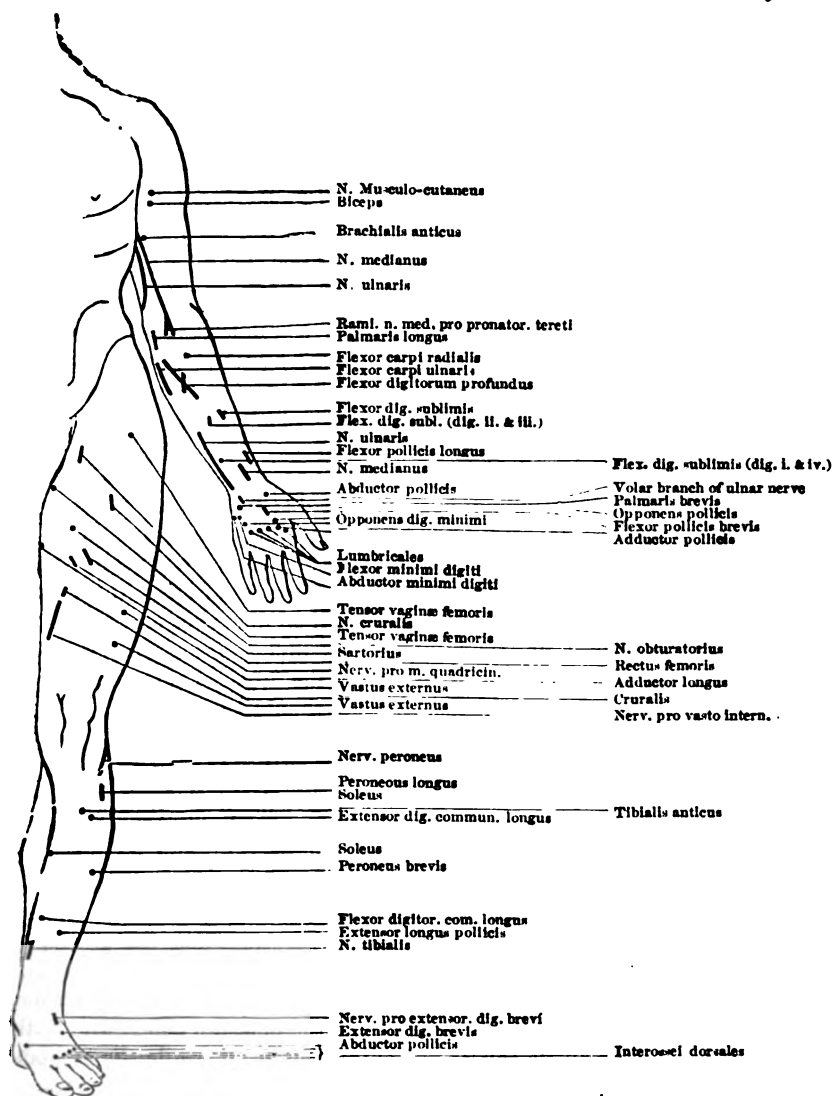 N. Musculo-cutaneus
Biceps
Brachialis anticus
N. medianus
N. ulnaris
Rami. n. med. pro pronator. tereti
Palmaris longus
Flexor carpi radialis
Flexor carpi ulnaris
Flexor digitorum profundus
Flexor dig. sublimis
Flex. dig. subl. (dig. ii. & iii.)
N. ulnaris
Flexor pollicis longus
N. medianus
Flex. dig. sublimis (dig. i. & iv.)
Abductor pollicis
Volar branch of ulnar nerve
Palmaris brevis
Opponens pollicis
Opponens dig. minimi
Flexor pollicis brevis
Adductor pollicis
Lumbricales
Flexor minimi digiti
Abductor minimi digiti
Tensor vaginæ femoris
N. cruralis
Tensor vaginæ femoris
Sartorius
N. obturatorius
Rectus femoris
Nerv. pro m. quadricin.
Adductor longus
Vastus externus
Cruralis
Vastus externus
Nerv. pro vasto intern.
Nerv. peroneus
Peroneous longus
Soleus
Extensor dig. commun. longus
Tibialis anticus
Soleus
Peroneus brevis
Flexor digitor. com. longus
Extensor longus pollicis
N. tibialis
Nerv. pro extensor. dig. brevi
Extensor dig. brevis
Abductor pollicis
Interossei dorsales